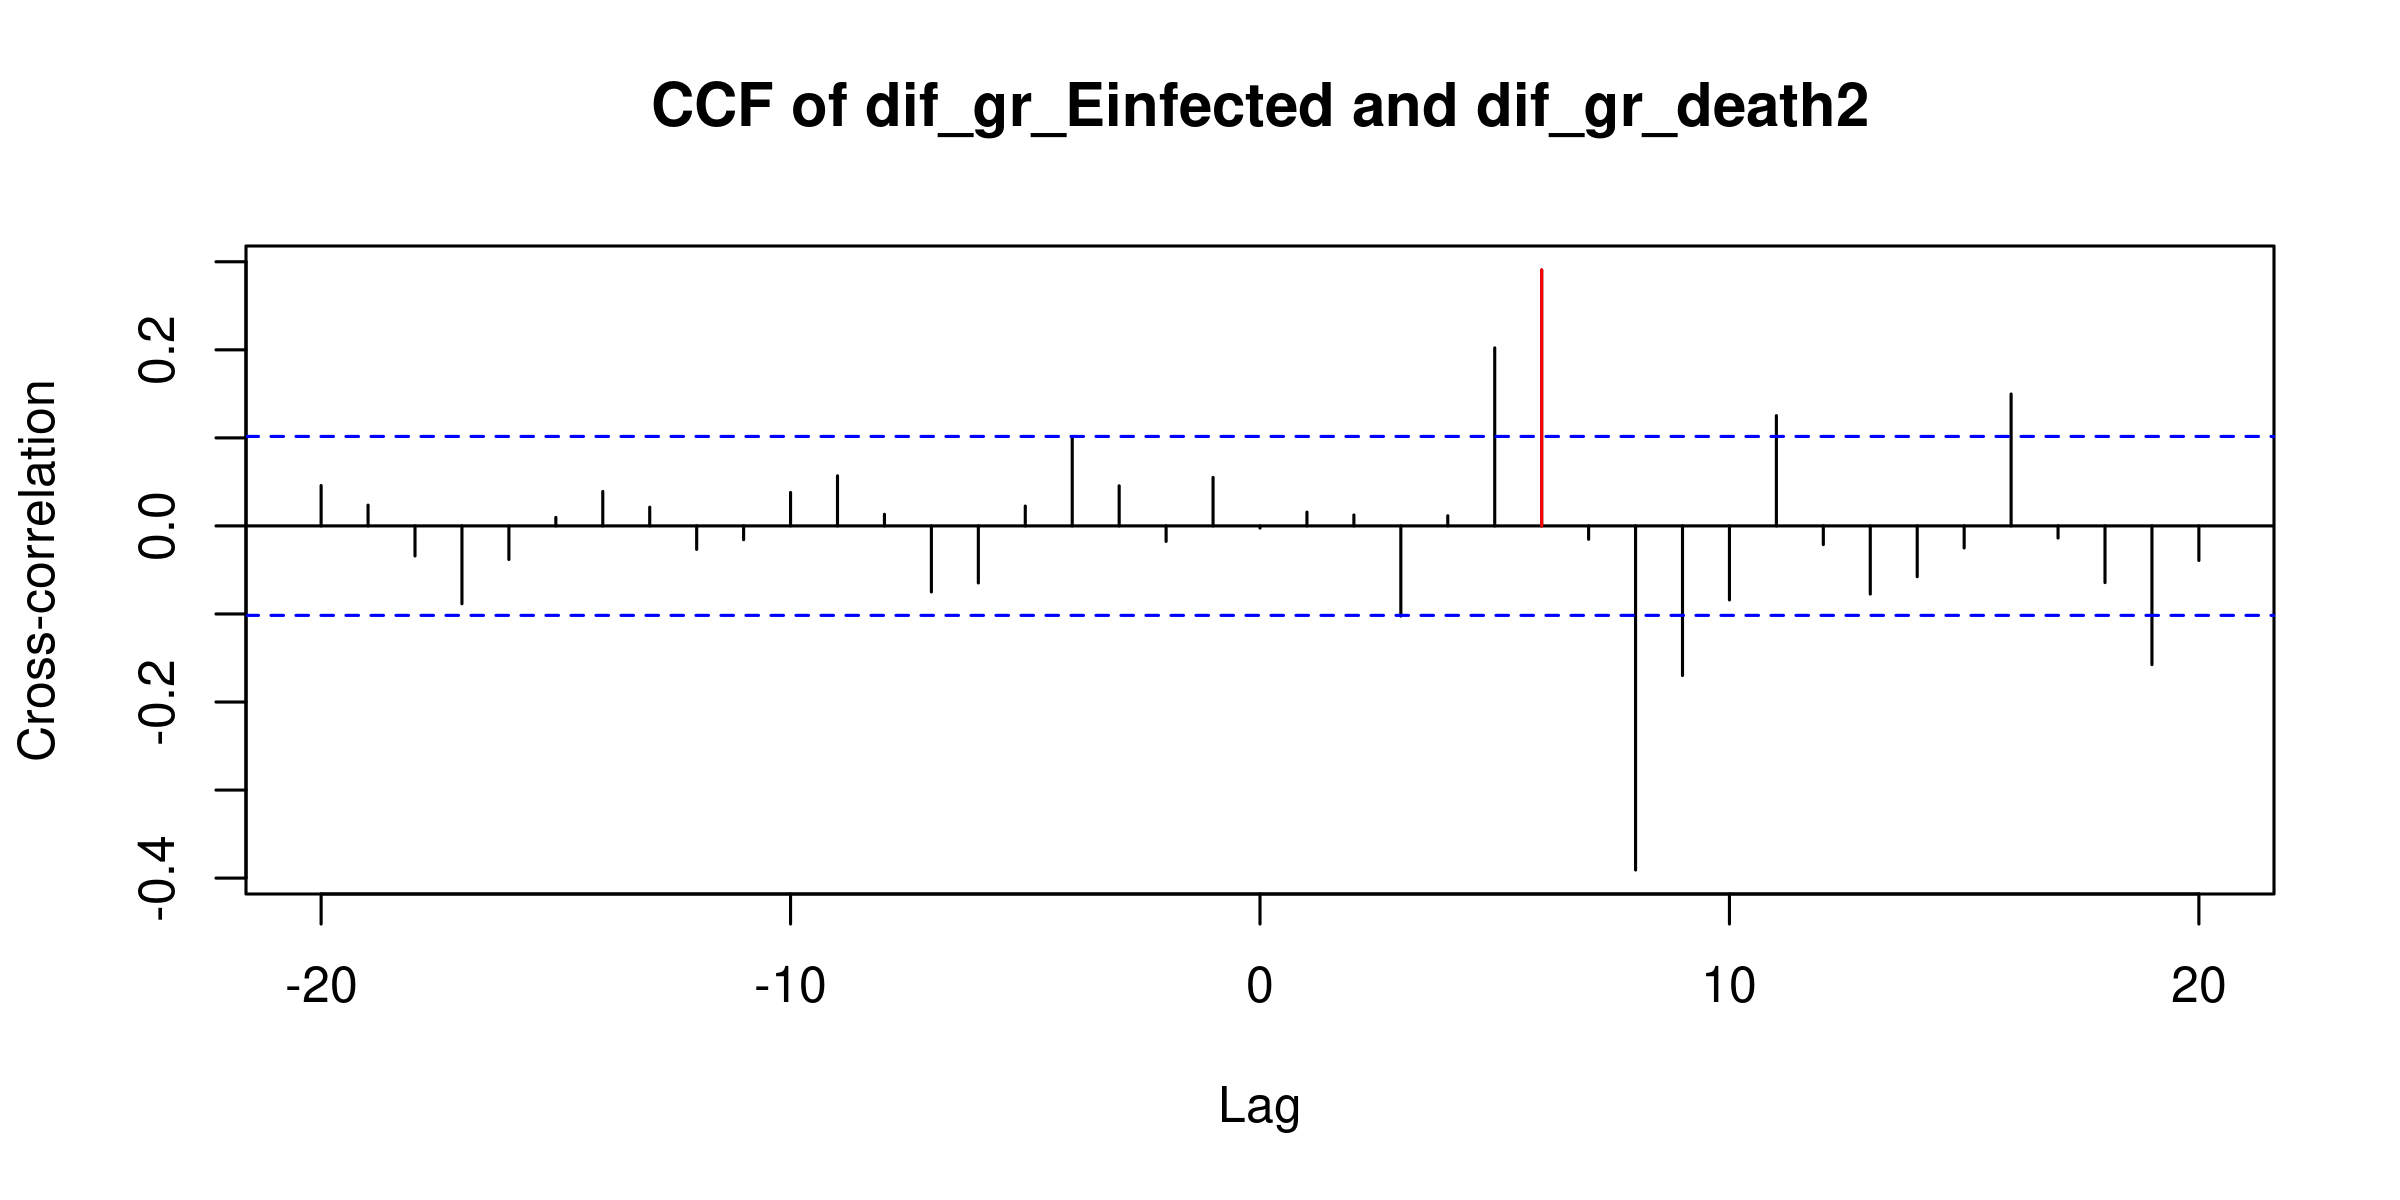 CCF of dif_gr_Einfected and dif_gr_death2
Cross-correlation
0.2
0.0
-0.2
-0.4
-20 -10 0 10 20
Lag